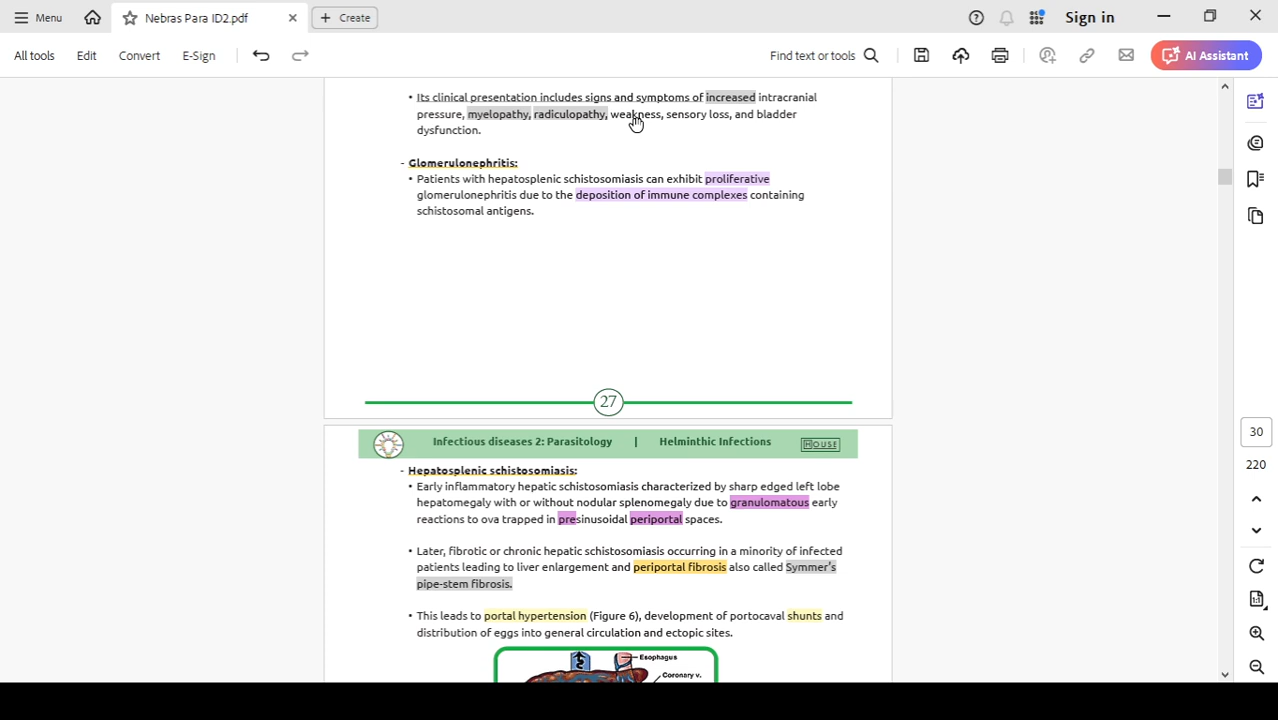 Menu
Nebras Para ID2.pdf
Create
Sign in
All tools
Edit
Convert
E-Sign
Find text or tools
AI Assistant
• Its clinical presentation includes signs and symptoms of increased intracranial
pressure, myelopathy, radiculopathy, weakness, sensory loss, and bladder
dysfunction.
- Glomerulonephritis:
• Patients with hepatosplenic schistosomiasis can exhibit proliferative
glomerulonephritis due to the deposition of immune complexes containing
schistosomal antigens.
27
Infectious diseases 2: Parasitology | Helminthic Infections HOUSE
- Hepatosplenic schistosomiasis:
• Early inflammatory hepatic schistosomiasis characterized by sharp edged left lobe
hepatomegaly with or without nodular splenomegaly due to granulomatous early
reactions to ova trapped in presinusoidal periportal spaces.
• Later, fibrotic or chronic hepatic schistosomiasis occurring in a minority of infected
patients leading to liver enlargement and periportal fibrosis also called Symmer's
pipe-stem fibrosis.
• This leads to portal hypertension (Figure 6), development of portocaval shunts and
distribution of eggs into general circulation and ectopic sites.
Esophagus
Coronary v.
30
220
1:1